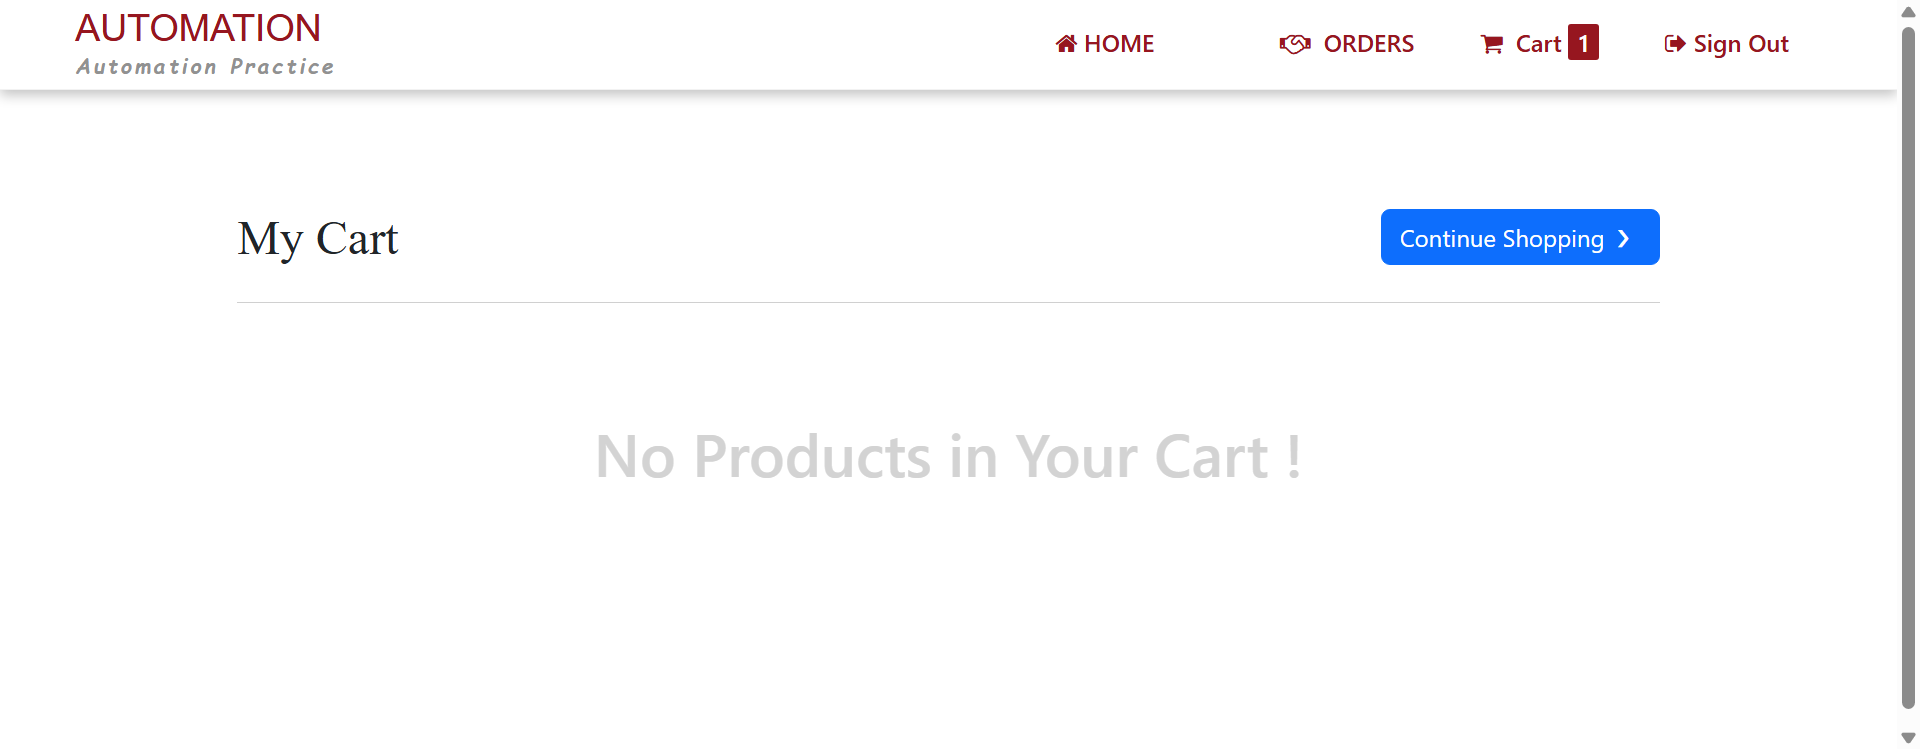 AUTOMATION
Automation Practice
HOME
ORDERS
Cart 1
Sign Out
My Cart
Continue Shopping ❯
No Products in Your Cart !